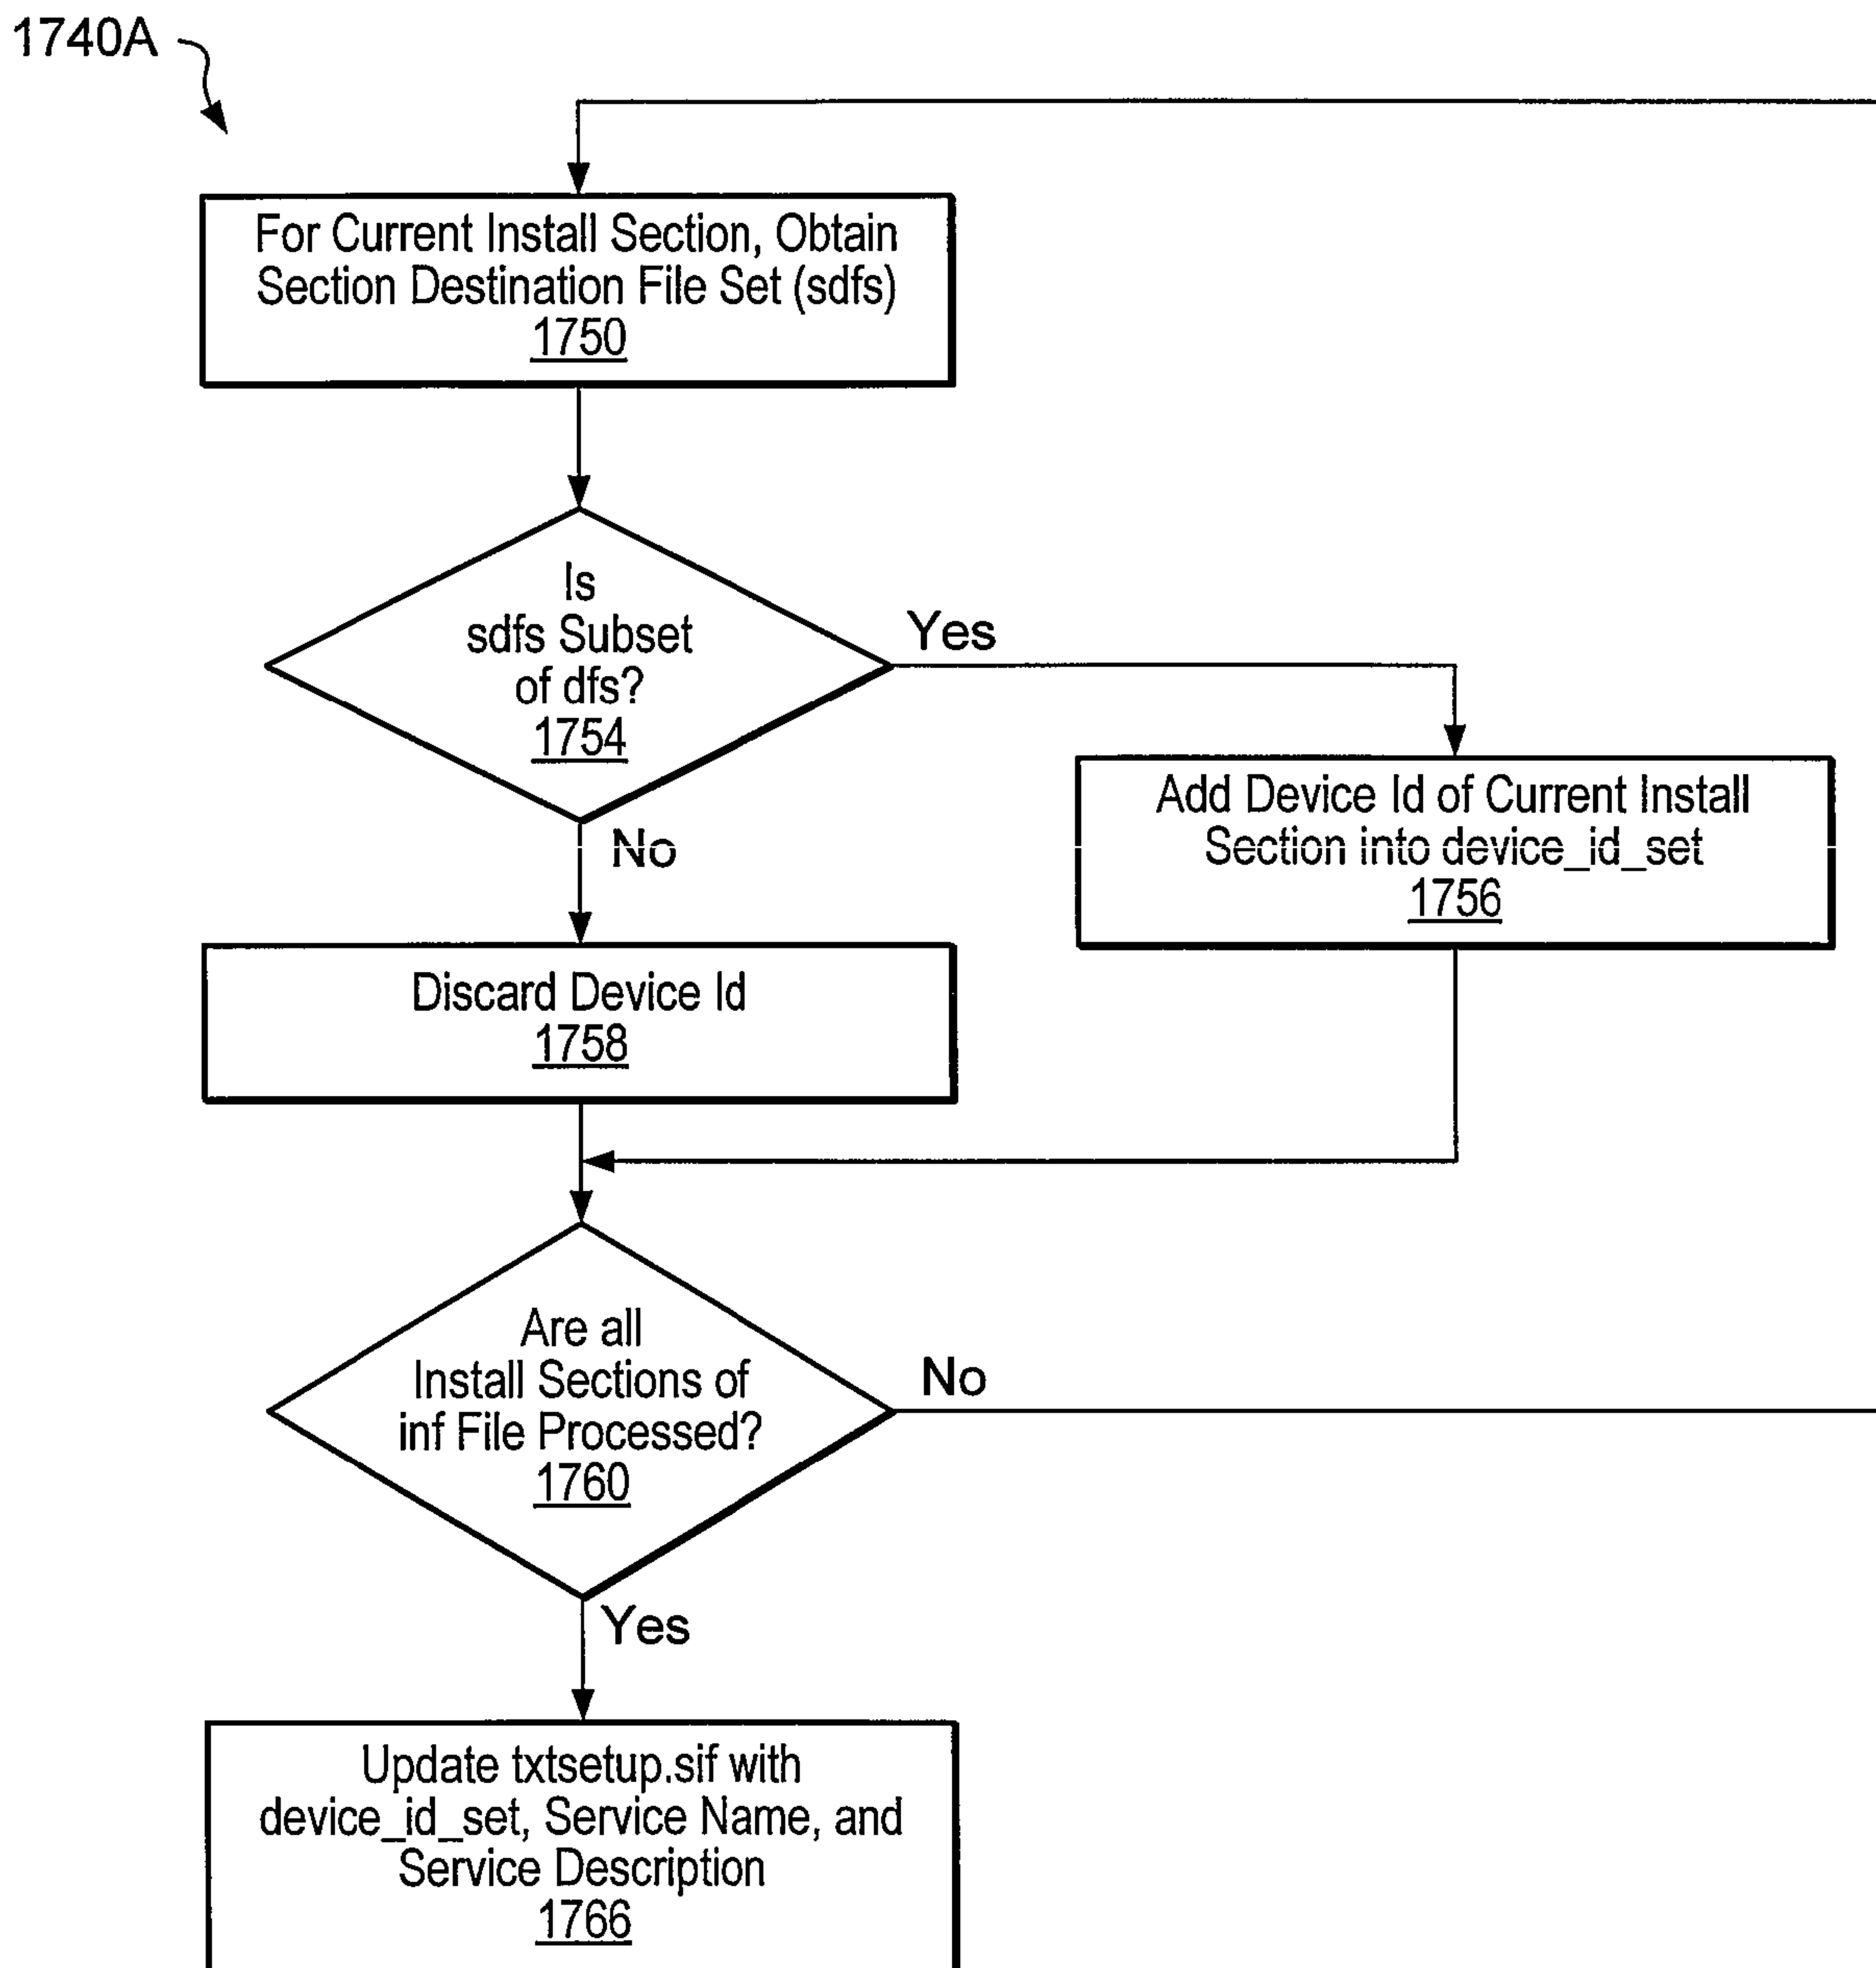 1740A
For Current Install Section, Obtain
Section Destination File Set (sdfs)
1750
Is
sdfs Subset
of dfs?
1754
Yes
No
Add Device Id of Current Install
Section into device_id_set
1756
Discard Device Id
1758
Are all
Install Sections of
inf File Processed?
1760
No
Yes
Update txtsetup.sif with
device_id_set, Service Name, and
Service Description
1766